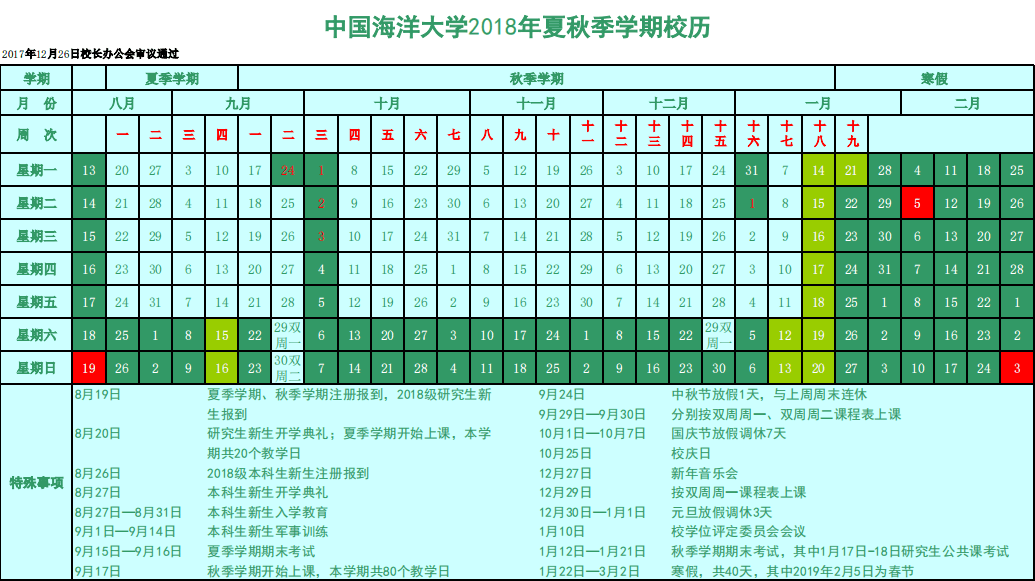 中国海洋大学2018年夏秋季学期校历
2017年12月26日校长办公会审议通过
学期 夏季学期 秋季学期 寒假
月 份 八月 九月 十月 十一月 十二月 一月 二月
周 次 一 二 三 四 一 二 三 四 五 六 七 八 九 十 十一 十二 十三 十四 十五 十六 十七 十八 十九
星期一 13 20 27 3 10 17 24 1 8 15 22 29 5 12 19 26 3 10 17 24 31 7 14 21 28 4 11 18 25
星期二 14 21 28 4 11 18 25 2 9 16 23 30 6 13 20 27 4 11 18 25 1 8 15 22 29 5 12 19 26
星期三 15 22 29 5 12 19 26 3 10 17 24 31 7 14 21 28 5 12 19 26 2 9 16 23 30 6 13 20 27
星期四 16 23 30 6 13 20 27 4 11 18 25 1 8 15 22 29 6 13 20 27 3 10 17 24 31 7 14 21 28
星期五 17 24 31 7 14 21 28 5 12 19 26 2 9 16 23 30 7 14 21 28 4 11 18 25 1 8 15 22 1
星期六 18 25 1 8 15 22 29双周一 6 13 20 27 3 10 17 24 1 8 15 22 29双周一 5 12 19 26 2 9 16 23 2
星期日 19 26 2 9 16 23 30双周二 7 14 21 28 4 11 18 25 2 9 16 23 30 6 13 20 27 3 10 17 24 3
特殊事项
8月19日 夏季学期、秋季学期注册报到，2018级研究生新生报到
8月20日 研究生新生开学典礼；夏季学期开始上课，本学期共20个教学日
8月26日 2018级本科生新生注册报到
8月27日 本科生新生开学典礼
8月27日—8月31日 本科生新生入学教育
9月1日—9月14日 本科生新生军事训练
9月15日—9月16日 夏季学期期末考试
9月17日 秋季学期开始上课，本学期共80个教学日
9月24日 中秋节放假1天，与上周周末连休
9月29日—9月30日 分别按双周周一、双周周二课程表上课
10月1日—10月7日 国庆节放假调休7天
10月25日 校庆日
12月27日 新年音乐会
12月29日 按双周周一课程表上课
12月30日—1月1日 元旦放假调休3天
1月10日 校学位评定委员会会议
1月12日—1月21日 秋季学期期末考试，其中1月17日-18日研究生公共课考试
1月22日—3月2日 寒假，共40天，其中2019年2月5日为春节